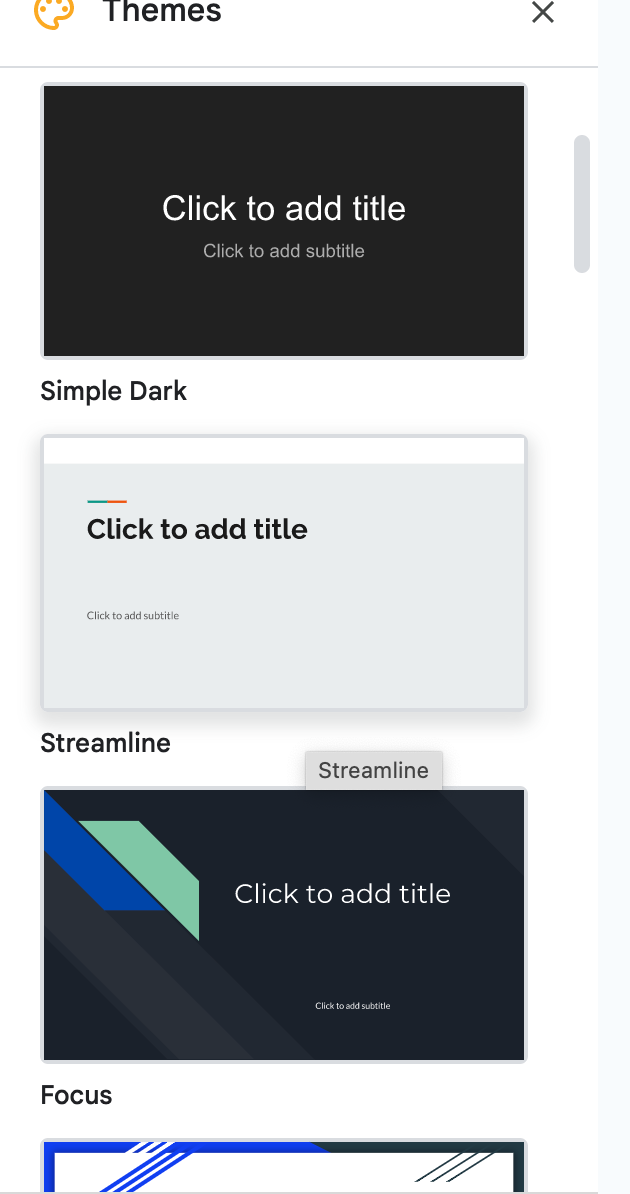 Themes
Click to add title
Click to add subtitle
Simple Dark
Click to add title
Click to add subtitle
Streamline
Streamline
Click to add title
Click to add subtitle
Focus